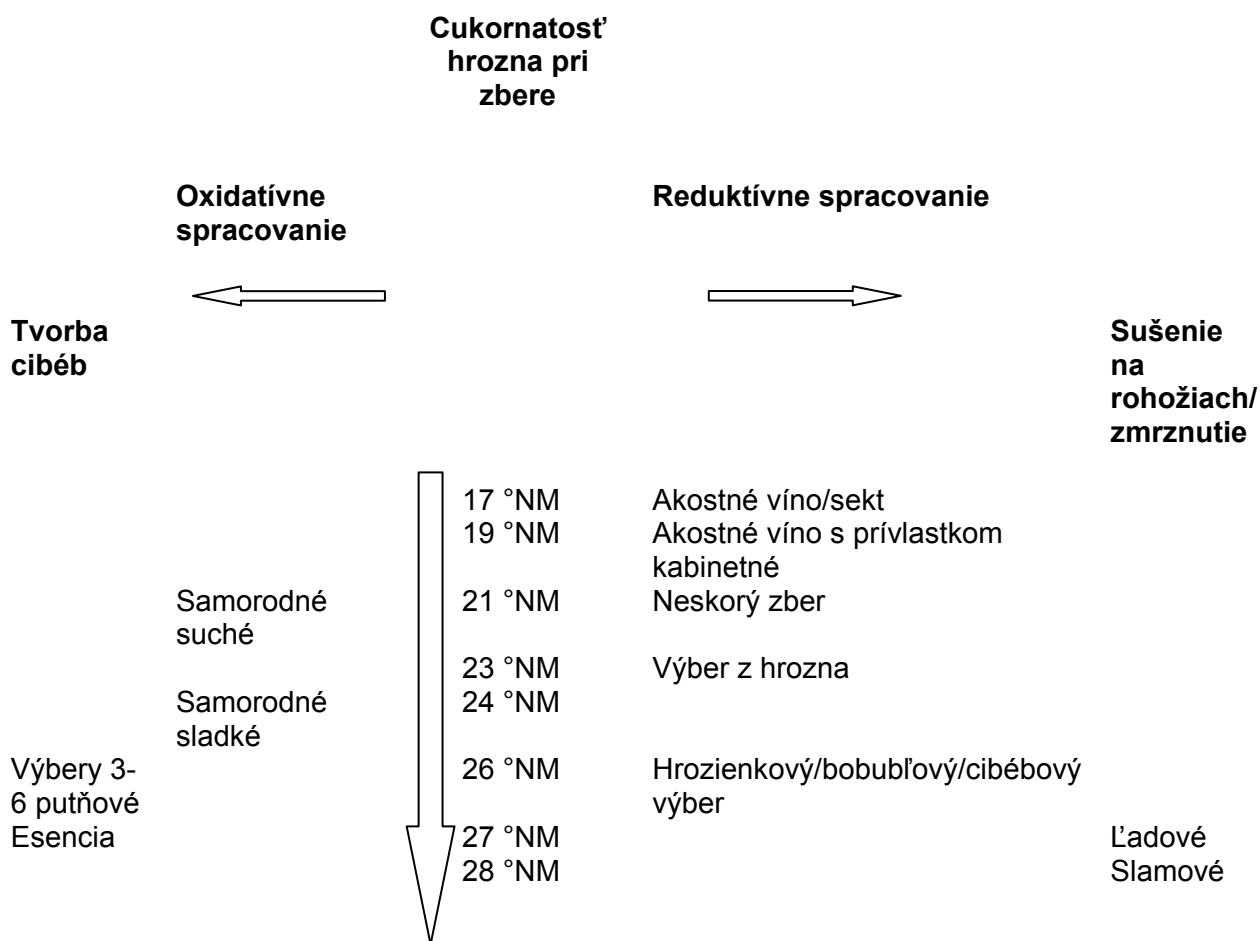 Cukornatosť
hrozna pri
zbere
Oxidatívne
spracovanie
Reduktívne spracovanie
Tvorba
cibéb
Sušenie
na
rohožiach/
zmrznutie
17 °NM Akostné víno/sekt
19 °NM Akostné víno s prívlastkom
kabinetné
Samorodné 21 °NM Neskorý zber
suché
23 °NM Výber z hrozna
Samorodné 24 °NM
sladké
Výbery 3- 26 °NM Hrozienkový/bobubľový/cibébový
6 putňové výber
Esencia 27 °NM Ľadové
28 °NM Slamové